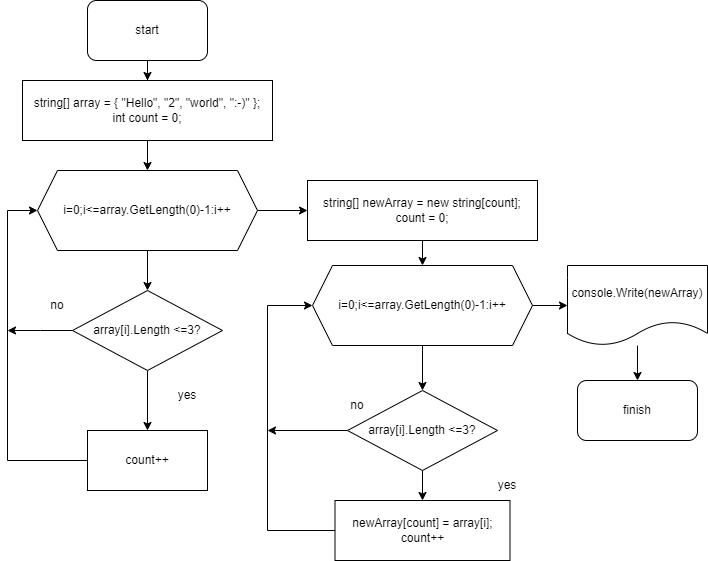 start
string[] array = { "Hello", "2", "world", ":-)" };
int count = 0;
i=0;i<=array.GetLength(0)-1:i++
no
array[i].Length <=3?
yes
count++
string[] newArray = new string[count];
count = 0;
i=0;i<=array.GetLength(0)-1:i++
no
array[i].Length <=3?
yes
newArray[count] = array[i];
count++
console.Write(newArray)
finish